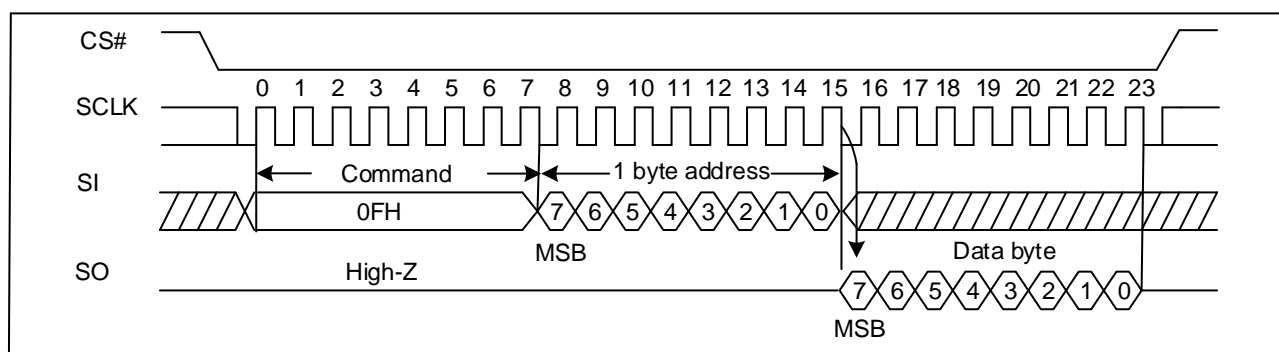 CS#
0 1 2 3 4 5 6 7 8 9 10 11 12 13 14 15 16 17 18 19 20 21 22 23
SCLK
Command 1 byte address
SI
0FH 7 6 5 4 3 2 1 0
MSB Data byte
SO High-Z
7 6 5 4 3 2 1 0
MSB